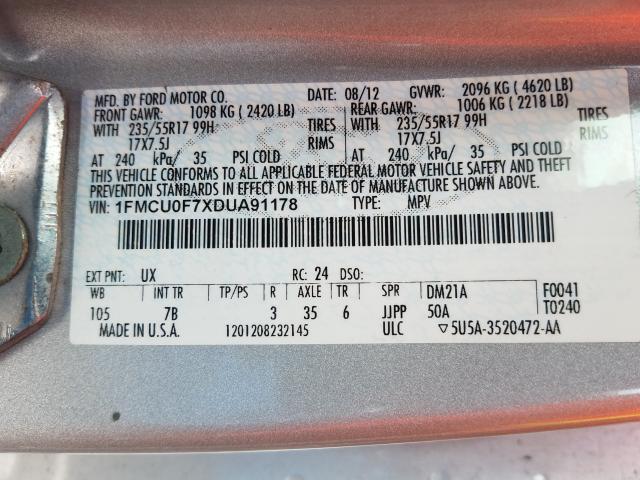 MFD. BY FORD MOTOR CO. DATE: 08/12 GVWR: 2096 KG ( 4620 LB)
FRONT GAWR: 1098 KG ( 2420 LB) REAR GAWR: 1006 KG ( 2218 LB)
WITH 235/55R17 99H TIRES WITH 235/55R17 99H TIRES
17X7.5J RIMS 17X7.5J RIMS
AT 240 kPa/ 35 PSI COLD AT 240 kPa/ 35 PSI COLD
THIS VEHICLE CONFORMS TO ALL APPLICABLE FEDERAL MOTOR VEHICLE SAFETY AND THEFT
PREVENTION STANDARDS IN EFFECT ON THE DATE OF MANUFACTURE SHOWN ABOVE.
VIN: 1FMCU0F7XDUA91178 TYPE: MPV
EXT PNT: UX RC: 24 DSO:
WB INT TR TP/PS R AXLE TR SPR DM21A F0041
105 7B 3 35 6 JJPP 50A T0240
MADE IN U.S.A. 1201208232145 ULC 5U5A-3520472-AA